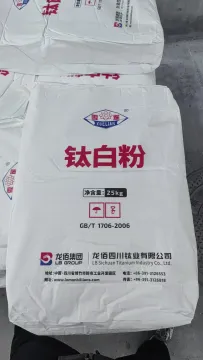 钛白粉
净含量: 25kg
GB/T 1706-2006
龙佰集团
LB GROUP
龙佰四川钛业有限公司
LB Sichuan Titanium Industry Co., Ltd.